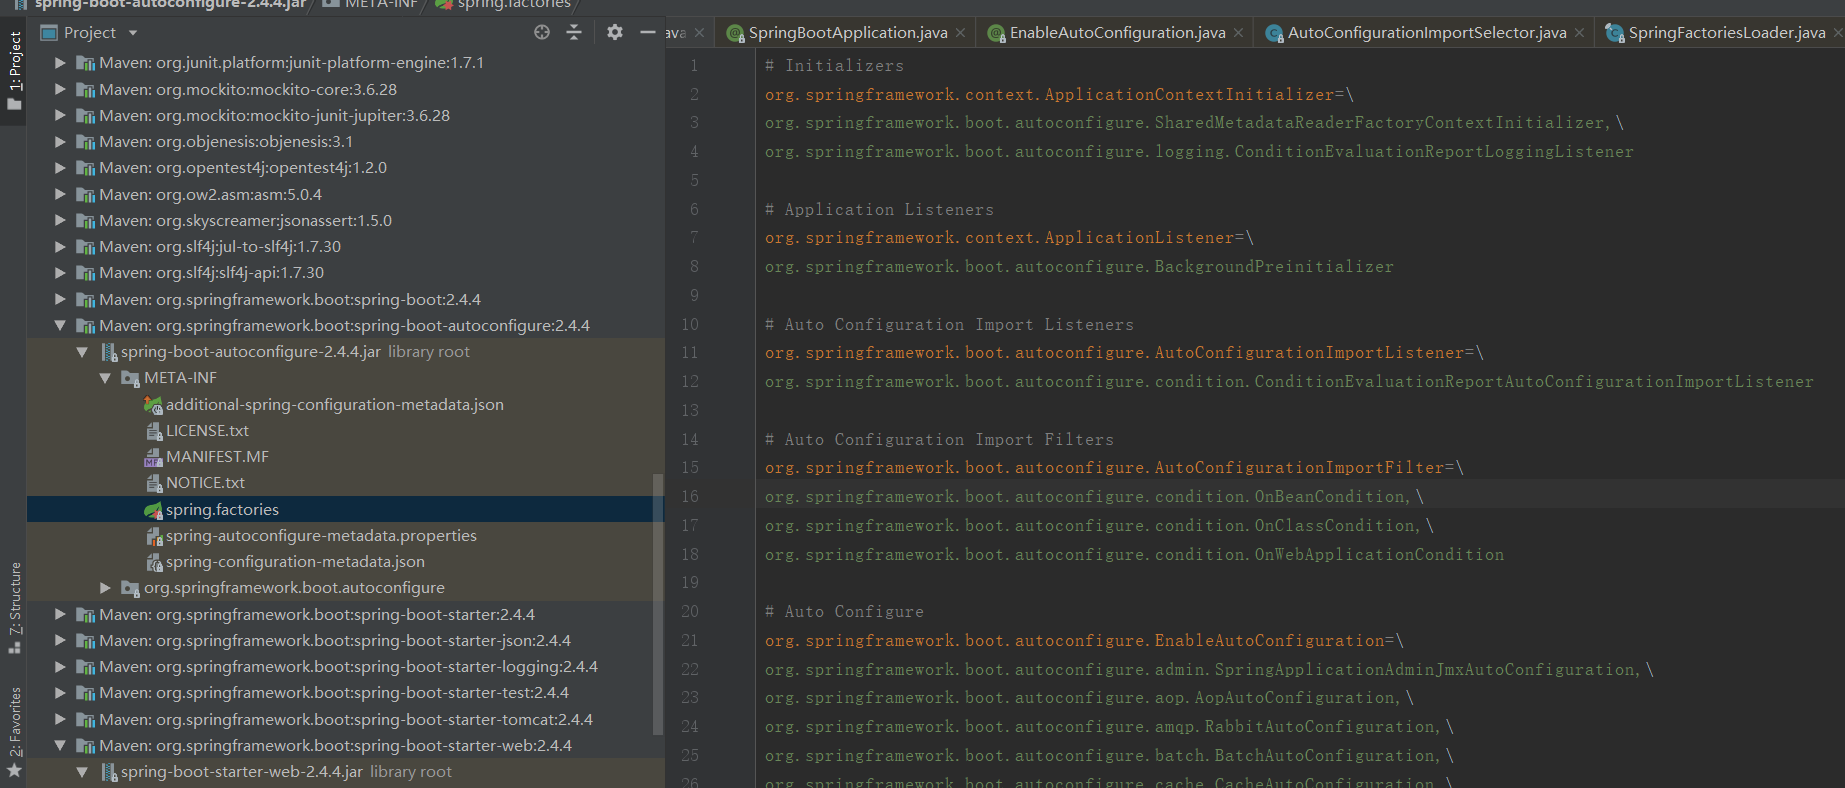 spring-boot-autoconfigure-2.4.4.jar
META-INF
spring.factories
1: Project
7: Structure
2: Favorites
Project
Maven: org.junit.platform:junit-platform-engine:1.7.1
Maven: org.mockito:mockito-core:3.6.28
Maven: org.mockito:mockito-junit-jupiter:3.6.28
Maven: org.objenesis:objenesis:3.1
Maven: org.opentest4j:opentest4j:1.2.0
Maven: org.ow2.asm:asm:5.0.4
Maven: org.skyscreamer:jsonassert:1.5.0
Maven: org.slf4j:jul-to-slf4j:1.7.30
Maven: org.slf4j:slf4j-api:1.7.30
Maven: org.springframework.boot:spring-boot:2.4.4
Maven: org.springframework.boot:spring-boot-autoconfigure:2.4.4
spring-boot-autoconfigure-2.4.4.jar library root
META-INF
additional-spring-configuration-metadata.json
LICENSE.txt
MANIFEST.MF
NOTICE.txt
spring.factories
spring-autoconfigure-metadata.properties
spring-configuration-metadata.json
org.springframework.boot.autoconfigure
Maven: org.springframework.boot:spring-boot-starter:2.4.4
Maven: org.springframework.boot:spring-boot-starter-json:2.4.4
Maven: org.springframework.boot:spring-boot-starter-logging:2.4.4
Maven: org.springframework.boot:spring-boot-starter-test:2.4.4
Maven: org.springframework.boot:spring-boot-starter-tomcat:2.4.4
Maven: org.springframework.boot:spring-boot-starter-web:2.4.4
spring-boot-starter-web-2.4.4.jar library root
ava SpringBootApplication.java EnableAutoConfiguration.java AutoConfigurationImportSelector.java SpringFactoriesLoader.java
1 # Initializers
2 org.springframework.context.ApplicationContextInitializer=\
3 org.springframework.boot.autoconfigure.SharedMetadataReaderFactoryContextInitializer,\
4 org.springframework.boot.autoconfigure.logging.ConditionEvaluationReportLoggingListener
5
6 # Application Listeners
7 org.springframework.context.ApplicationListener=\
8 org.springframework.boot.autoconfigure.BackgroundPreinitializer
9
10 # Auto Configuration Import Listeners
11 org.springframework.boot.autoconfigure.AutoConfigurationImportListener=\
12 org.springframework.boot.autoconfigure.condition.ConditionEvaluationReportAutoConfigurationImportListener
13
14 # Auto Configuration Import Filters
15 org.springframework.boot.autoconfigure.AutoConfigurationImportFilter=\
16 org.springframework.boot.autoconfigure.condition.OnBeanCondition,\
17 org.springframework.boot.autoconfigure.condition.OnClassCondition,\
18 org.springframework.boot.autoconfigure.condition.OnWebApplicationCondition
19
20 # Auto Configure
21 org.springframework.boot.autoconfigure.EnableAutoConfiguration=\
22 org.springframework.boot.autoconfigure.admin.SpringApplicationAdminJmxAutoConfiguration,\
23 org.springframework.boot.autoconfigure.aop.AopAutoConfiguration,\
24 org.springframework.boot.autoconfigure.amqp.RabbitAutoConfiguration,\
25 org.springframework.boot.autoconfigure.batch.BatchAutoConfiguration,\
26 org.springframework.boot.autoconfigure.cache.CacheAutoConfiguration,\